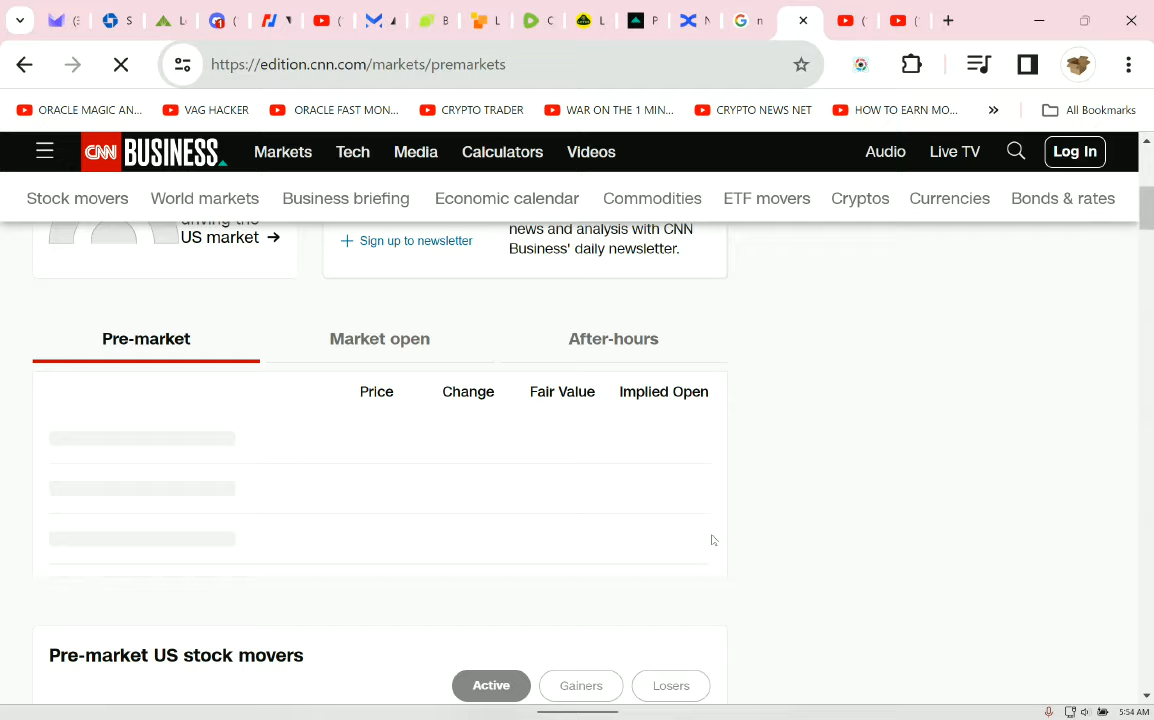 S
https://edition.cnn.com/markets/premarkets
ORACLE MAGIC AN...
VAG HACKER
ORACLE FAST MON...
CRYPTO TRADER
WAR ON THE 1 MIN...
CRYPTO NEWS NET
HOW TO EARN MO...
»
All Bookmarks
CNN BUSINESS
Markets
Tech
Media
Calculators
Videos
Audio
Live TV
Log In
Stock movers
World markets
Business briefing
Economic calendar
Commodities
ETF movers
Cryptos
Currencies
Bonds & rates
US market →
+ Sign up to newsletter
news and analysis with CNN
Business' daily newsletter.
Pre-market
Market open
After-hours
Price
Change
Fair Value
Implied Open
Pre-market US stock movers
Active
Gainers
Losers
5:54 AM